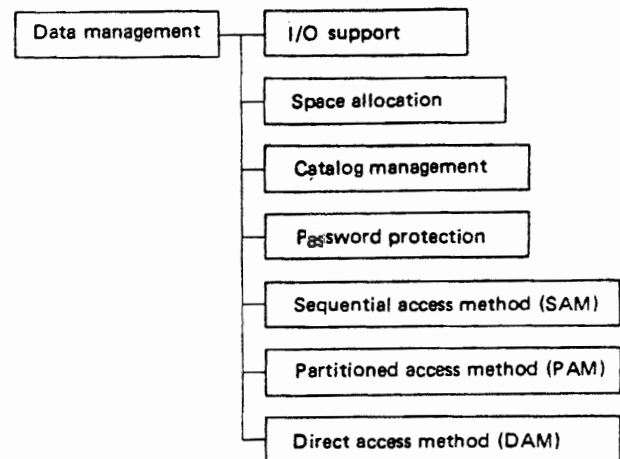 Data management
I/O support
Space allocation
Catalog management
Password protection
Sequential access method (SAM)
Partitioned access method (PAM)
Direct access method (DAM)